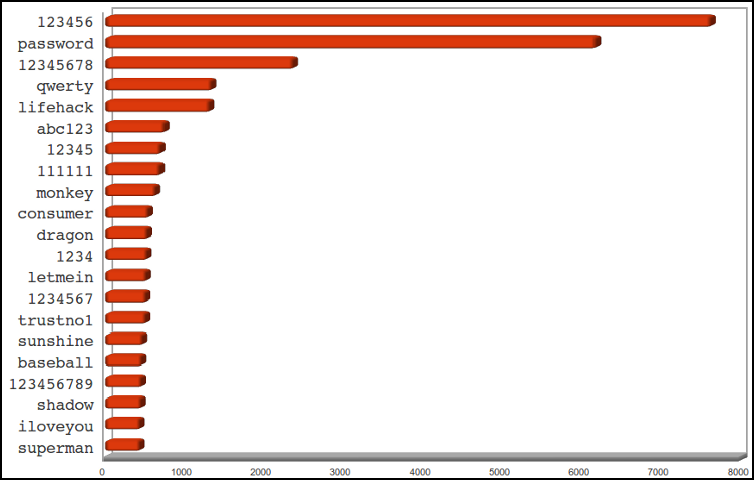 123456
password
12345678
qwerty
lifehack
abc123
12345
111111
monkey
consumer
dragon
1234
letmein
1234567
trustno1
sunshine
baseball
123456789
shadow
iloveyou
superman
0 1000 2000 3000 4000 5000 6000 7000 8000